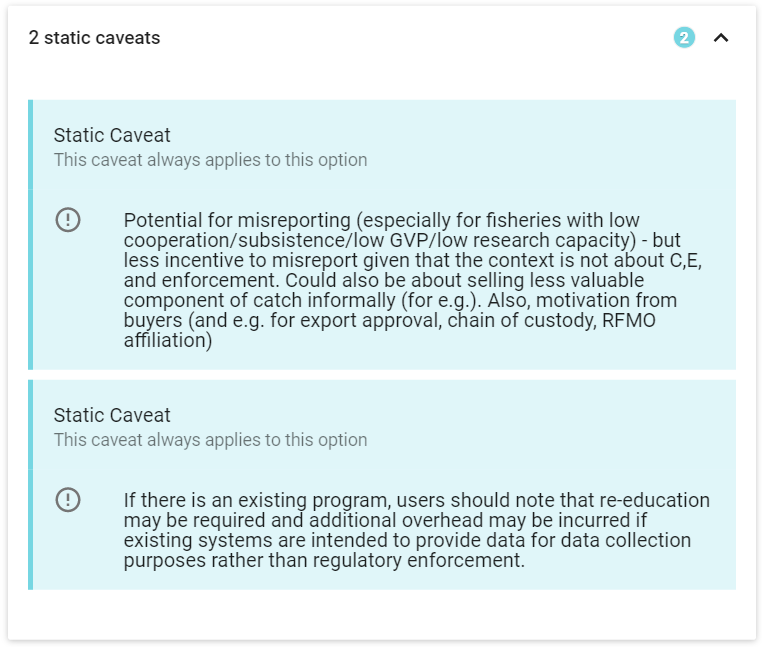 2 static caveats
2
Static Caveat
This caveat always applies to this option
Potential for misreporting (especially for fisheries with low
cooperation/subsistence/low GVP/low research capacity) - but
less incentive to misreport given that the context is not about C,E,
and enforcement. Could also be about selling less valuable
component of catch informally (for e.g.). Also, motivation from
buyers (and e.g. for export approval, chain of custody, RFMO
affiliation)
Static Caveat
This caveat always applies to this option
If there is an existing program, users should note that re-education
may be required and additional overhead may be incurred if
existing systems are intended to provide data for data collection
purposes rather than regulatory enforcement.